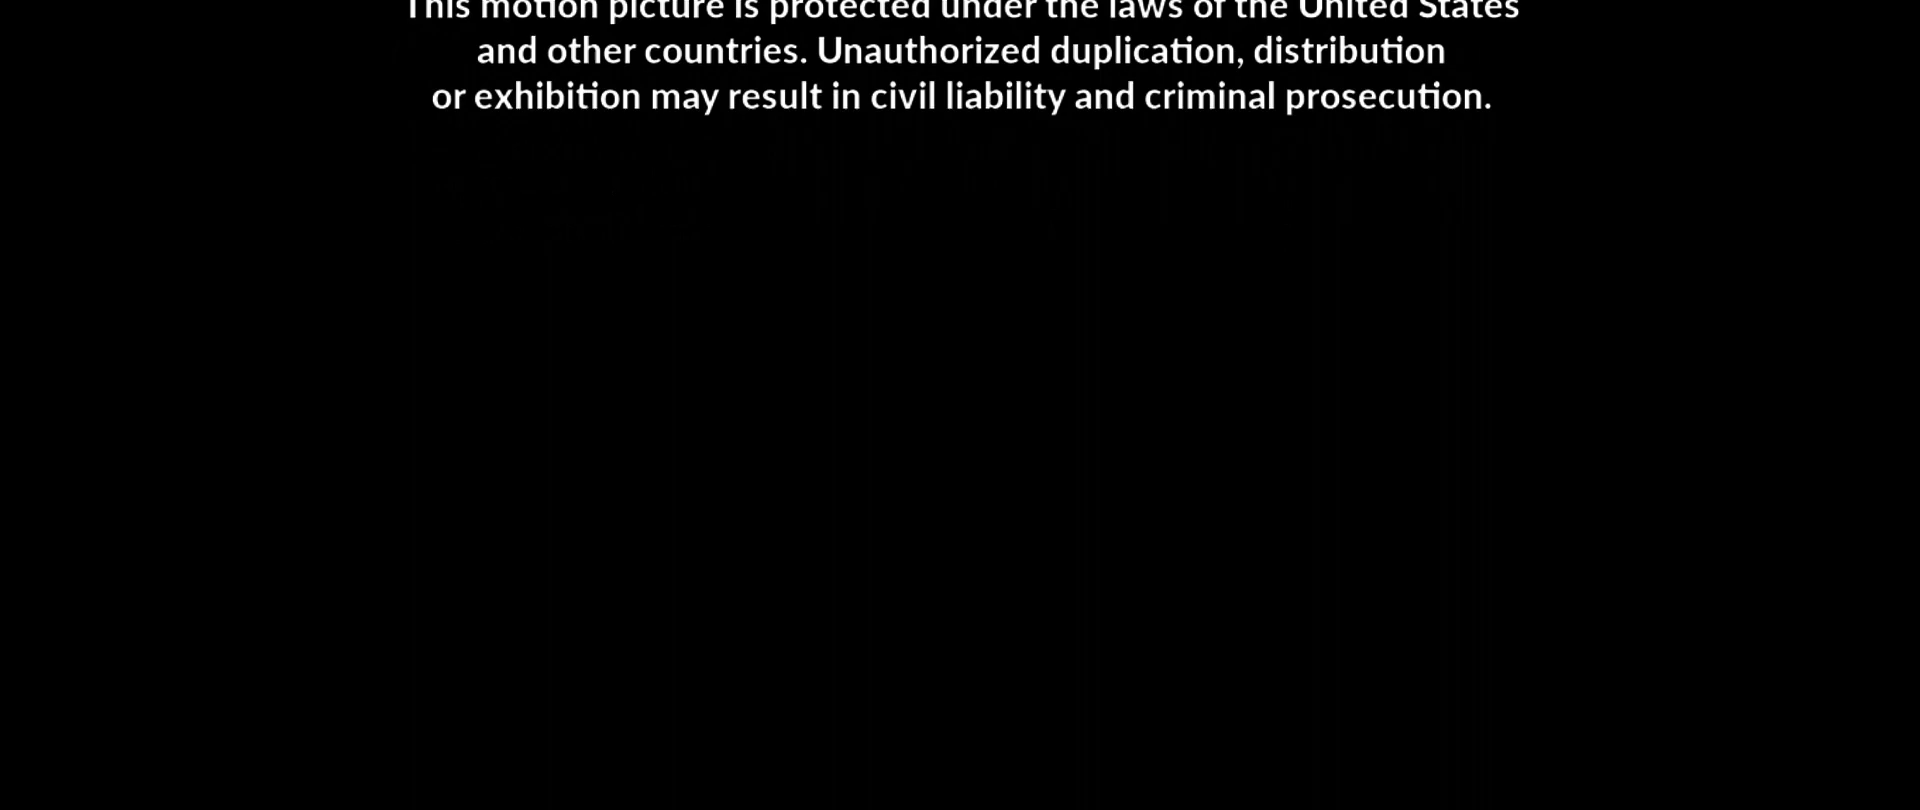 This motion picture is protected under the laws of the United States
and other countries. Unauthorized duplication, distribution
or exhibition may result in civil liability and criminal prosecution.